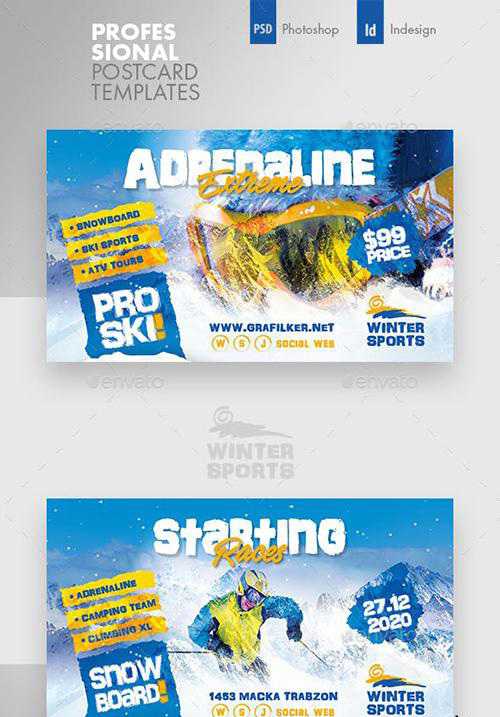 PROFES
SIONAL
POSTCARD
TEMPLATES
PSD Photoshop
Id Indesign
ADRENALINE
Extreme
• SNOWBOARD
• SKI SPORTS
• ATV TOURS
$99
PRICE
PRO
SKI!
WWW.GRAFILKER.NET
W S J SOCIAL WEB
WINTER
SPORTS
envato
envato
WINTER
SPORTS
STARTING
Races
• ADRENALINE
• CAMPING TEAM
• CLIMBING XL
27.12
2020
SNOW
BOARD!
1453 MACKA TRABZON
W S J SOCIAL WEB
WINTER
SPORTS